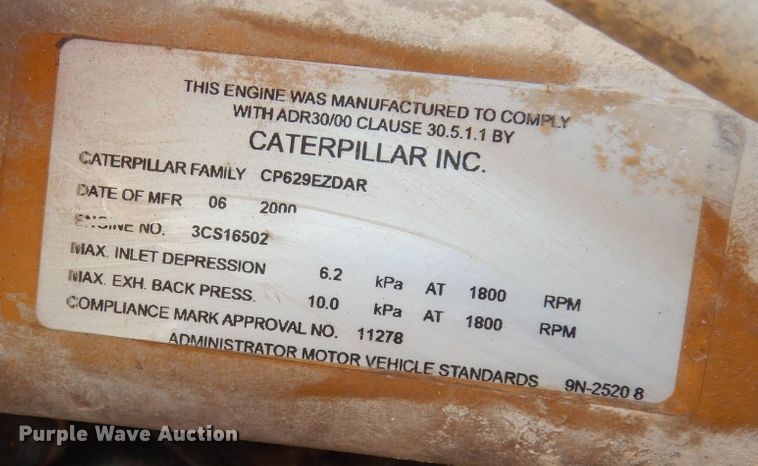 THIS ENGINE WAS MANUFACTURED TO COMPLY
WITH ADR30/00 CLAUSE 30.5.1.1 BY
CATERPILLAR INC.
CATERPILLAR FAMILY CP629EZDAR
DATE OF MFR 06 2000
ENGINE NO. 3CS16502
MAX. INLET DEPRESSION 6.2 kPa AT 1800 RPM
MAX. EXH. BACK PRESS. 10.0 kPa AT 1800 RPM
COMPLIANCE MARK APPROVAL NO. 11278
ADMINISTRATOR MOTOR VEHICLE STANDARDS 9N-2520 8
Purple Wave Auction